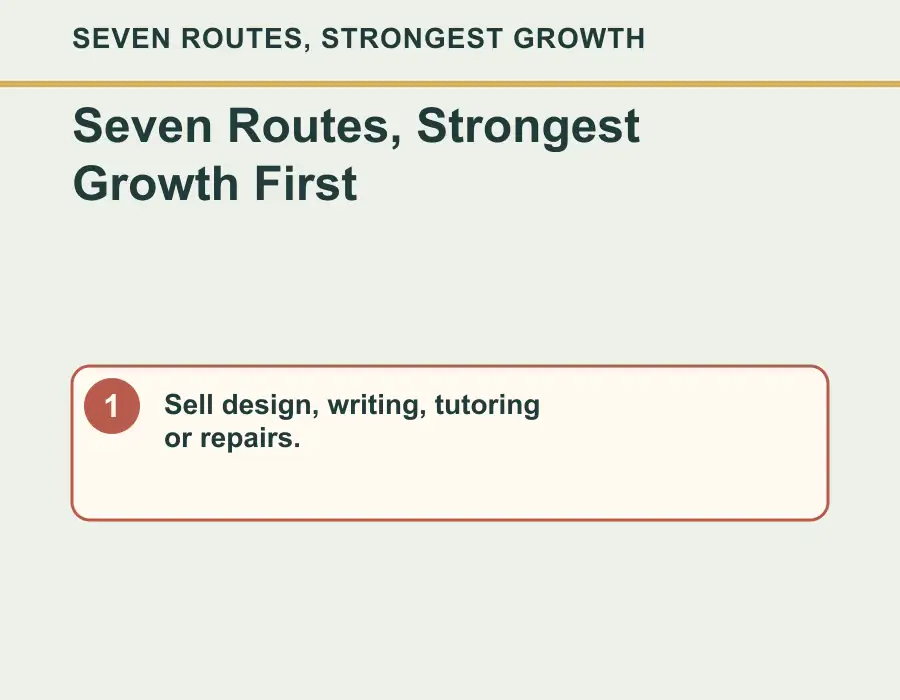 SEVEN ROUTES, STRONGEST GROWTH
Seven Routes, Strongest
Growth First
1
Sell design, writing, tutoring
or repairs.